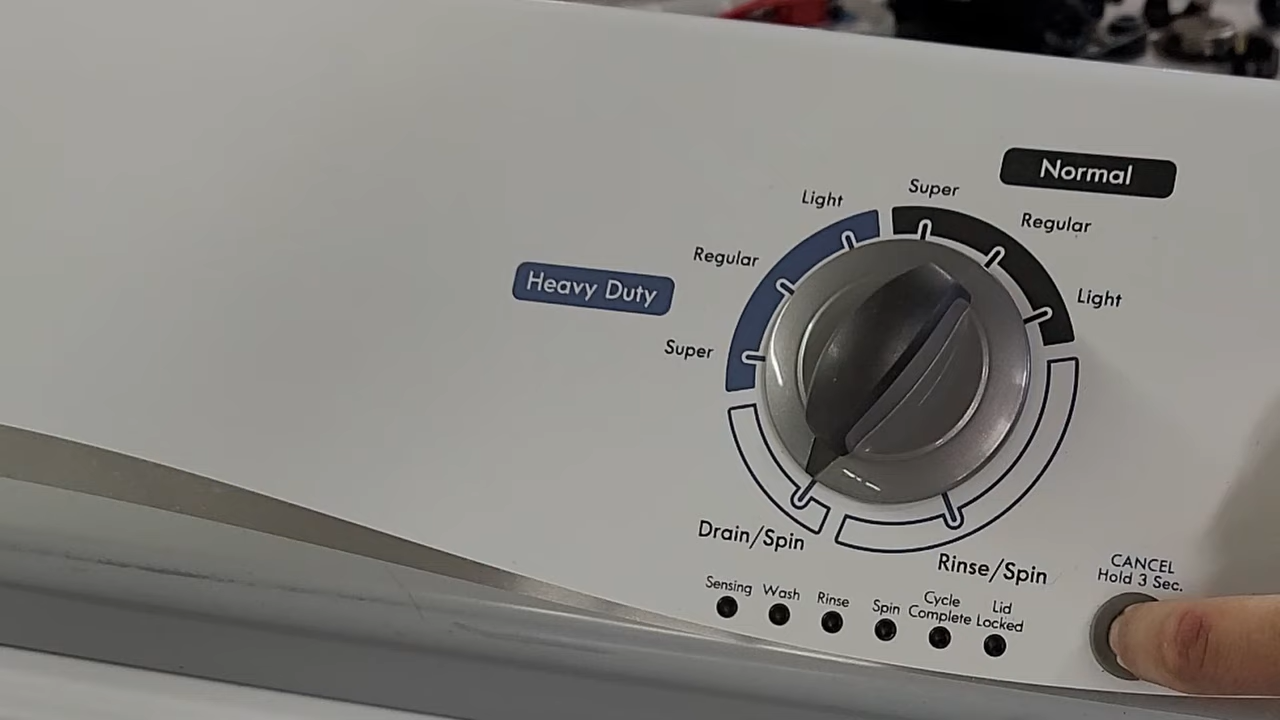 Normal
Super
Light
Regular
Regular
Heavy Duty
Light
Super
Drain/Spin
Rinse/Spin
CANCEL
Hold 3 Sec.
Sensing
Wash
Rinse
Spin
Cycle
Complete
Lid
Locked